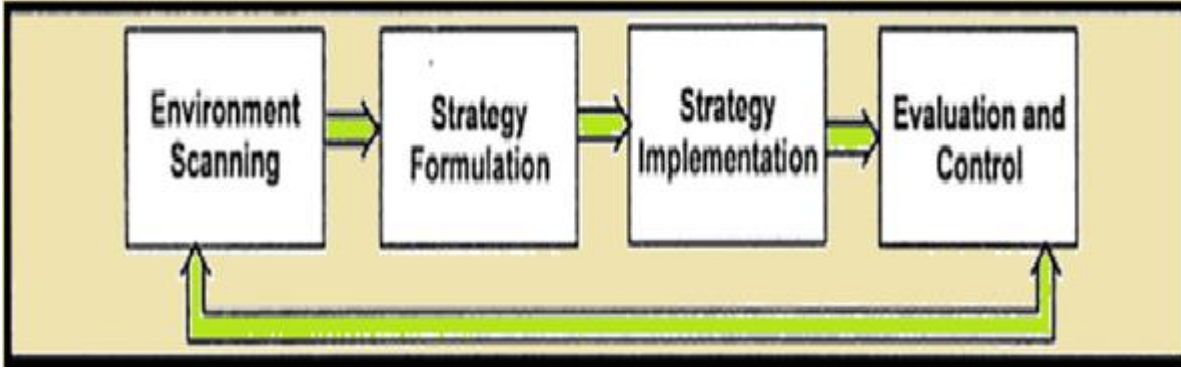 Environment
Scanning
Strategy
Formulation
Strategy
Implementation
Evaluation and
Control